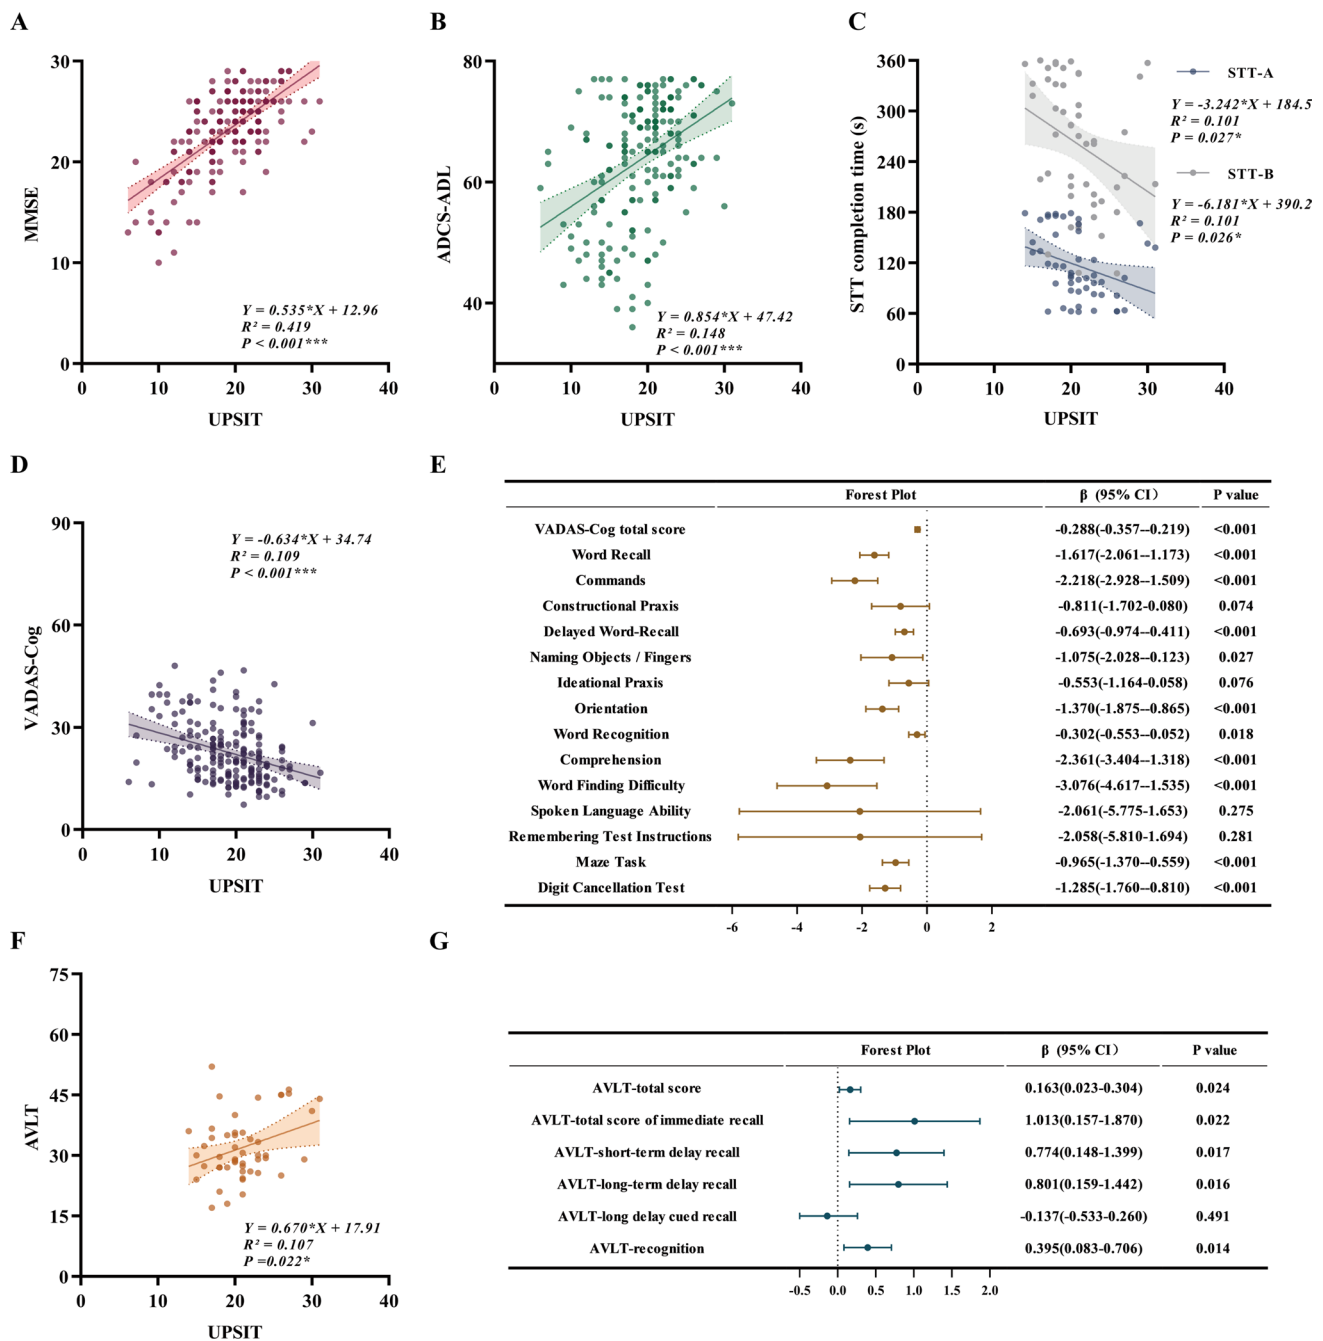 A
B
C
30
20
10
0
MMSE
Y = 0.535*X + 12.96
R² = 0.419
P < 0.001***
0 10 20 30 40
UPSIT
80
60
40
ADCS-ADL
Y = 0.854*X + 47.42
R² = 0.148
P < 0.001***
0 10 20 30 40
UPSIT
360
300
240
180
120
60
0
STT completion time (s)
STT-A
Y = -3.242*X + 184.5
R² = 0.101
P = 0.027*
STT-B
Y = -6.181*X + 390.2
R² = 0.101
P = 0.026*
0 10 20 30 40
UPSIT
D
90
60
30
0
VADAS-Cog
Y = -0.634*X + 34.74
R² = 0.109
P < 0.001***
0 10 20 30 40
UPSIT
E
Forest Plot β (95% CI) P value
VADAS-Cog total score -0.288(-0.357--0.219) <0.001
Word Recall -1.617(-2.061--1.173) <0.001
Commands -2.218(-2.928--1.509) <0.001
Constructional Praxis -0.811(-1.702-0.080) 0.074
Delayed Word-Recall -0.693(-0.974--0.411) <0.001
Naming Objects / Fingers -1.075(-2.028--0.123) 0.027
Ideational Praxis -0.553(-1.164-0.058) 0.076
Orientation -1.370(-1.875--0.865) <0.001
Word Recognition -0.302(-0.553--0.052) 0.018
Comprehension -2.361(-3.404--1.318) <0.001
Word Finding Difficulty -3.076(-4.617--1.535) <0.001
Spoken Language Ability -2.061(-5.775-1.653) 0.275
Remembering Test Instructions -2.058(-5.810-1.694) 0.281
Maze Task -0.965(-1.370--0.559) <0.001
Digit Cancellation Test -1.285(-1.760--0.810) <0.001
-6 -4 -2 0 2
F
75
60
45
30
15
0
AVLT
Y = 0.670*X + 17.91
R² = 0.107
P =0.022*
0 10 20 30 40
UPSIT
G
Forest Plot β (95% CI) P value
AVLT-total score 0.163(0.023-0.304) 0.024
AVLT-total score of immediate recall 1.013(0.157-1.870) 0.022
AVLT-short-term delay recall 0.774(0.148-1.399) 0.017
AVLT-long-term delay recall 0.801(0.159-1.442) 0.016
AVLT-long delay cued recall -0.137(-0.533-0.260) 0.491
AVLT-recognition 0.395(0.083-0.706) 0.014
-0.5 0.0 0.5 1.0 1.5 2.0